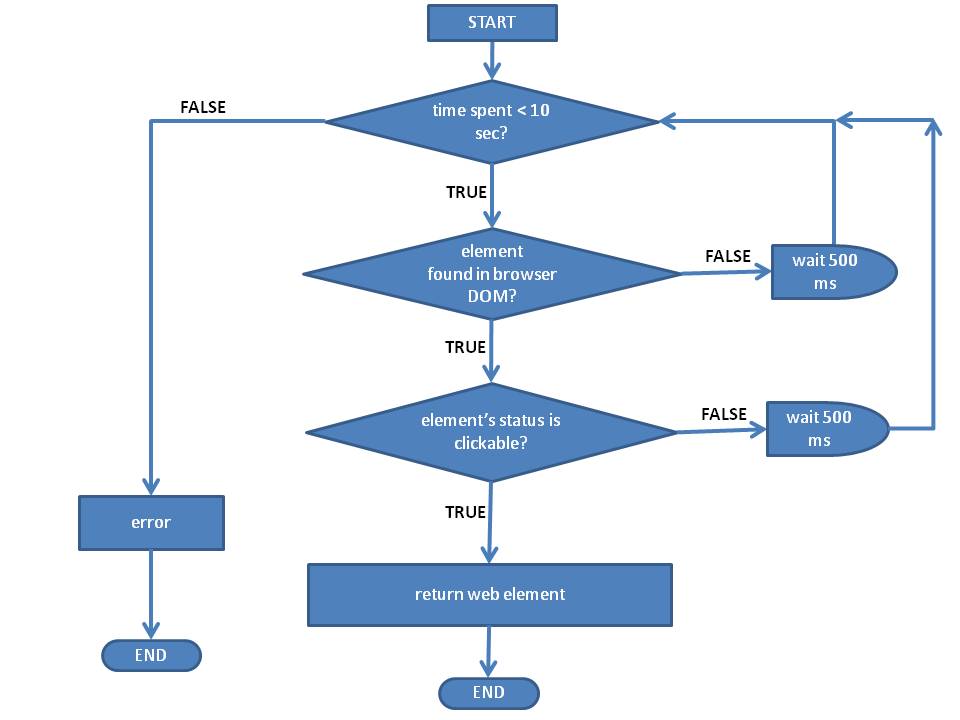 START
FALSE
time spent < 10
sec?
TRUE
element
found in browser
DOM?
FALSE
wait 500
ms
TRUE
element's status is
clickable?
FALSE
wait 500
ms
TRUE
error
return web element
END
END